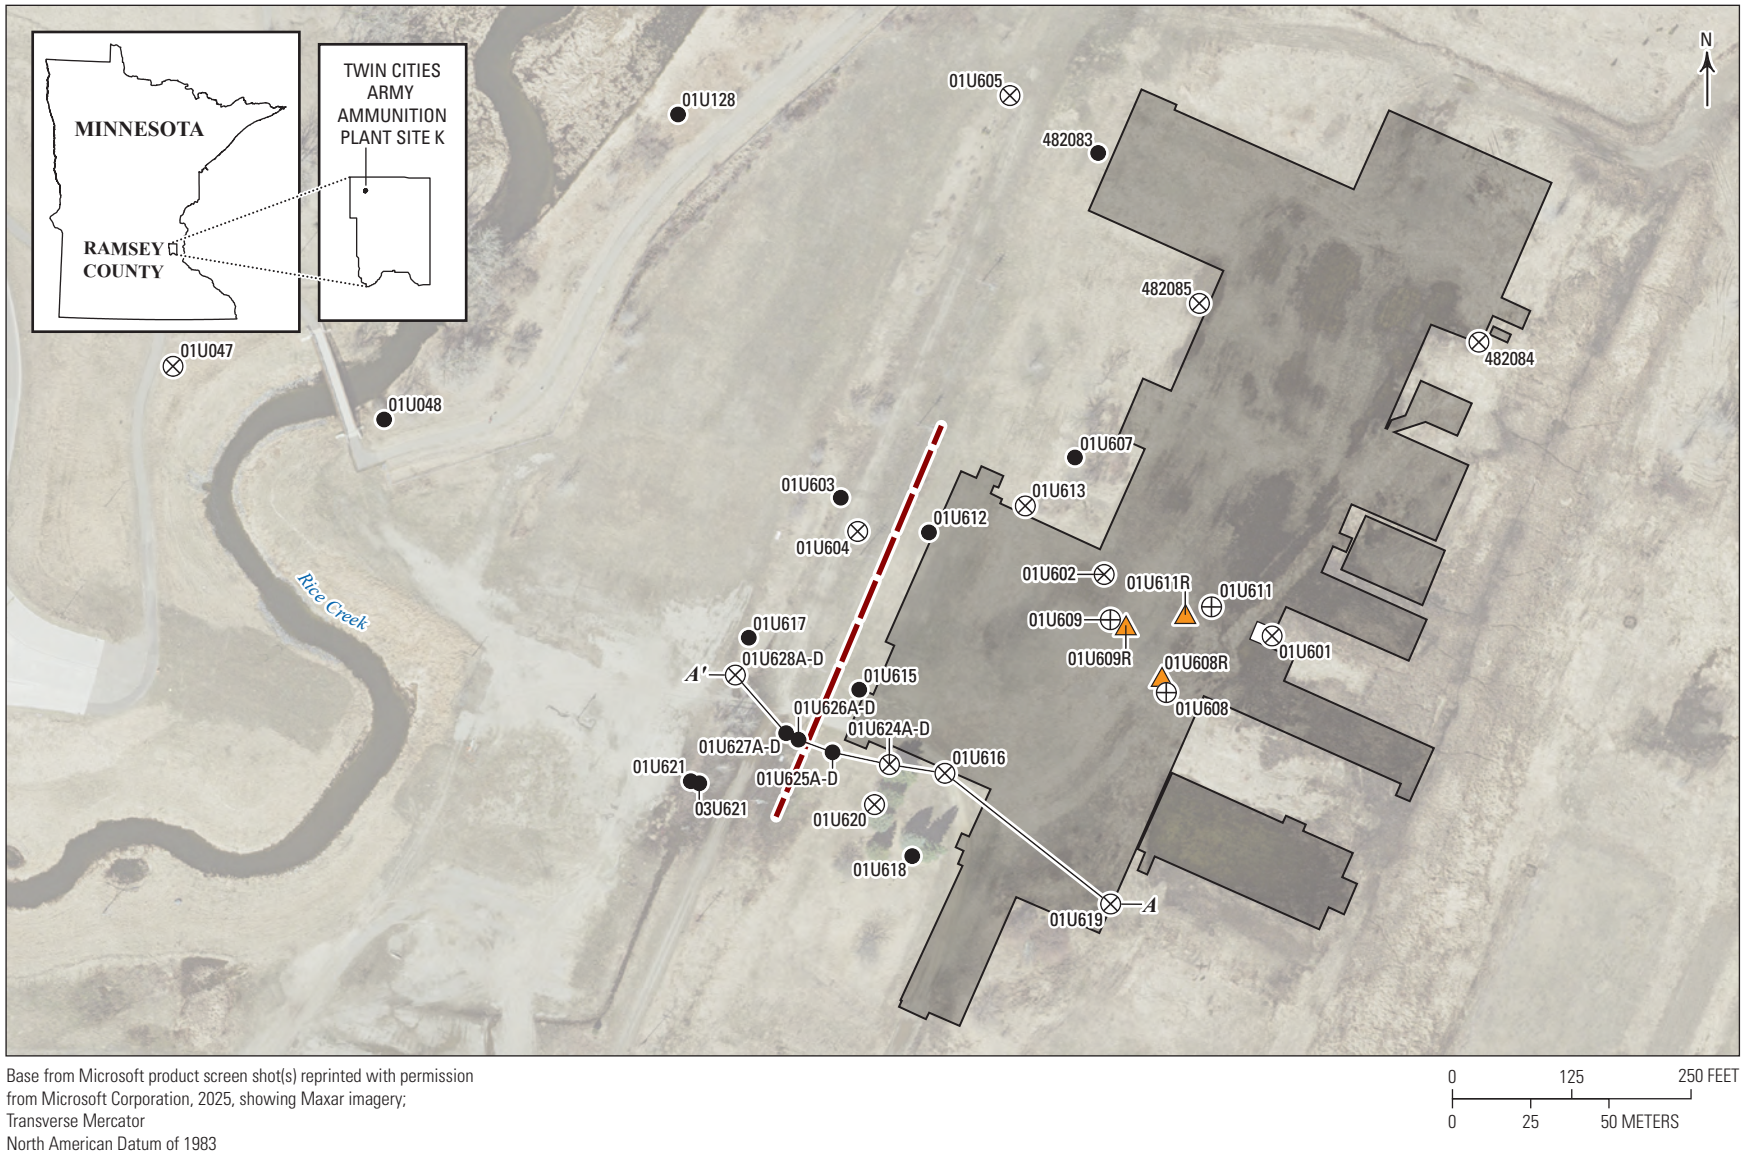 TWIN CITIES
ARMY
AMMUNITION
PLANT SITE K
MINNESOTA
RAMSEY
COUNTY
N
01U128
01U605
482083
482085
482084
01U047
01U048
01U607
01U603
01U613
01U612
01U604
01U602
01U611R
01U611
01U609
01U609R
01U601
Rice Creek
01U617
01U628A-D
A'
01U608R
01U608
01U615
01U626A-D
01U624A-D
01U627A-D
01U616
01U621
01U625A-D
03U621
01U620
01U618
01U619
A
Base from Microsoft product screen shot(s) reprinted with permission
from Microsoft Corporation, 2025, showing Maxar imagery;
Transverse Mercator
North American Datum of 1983
0 125 250 FEET
0 25 50 METERS